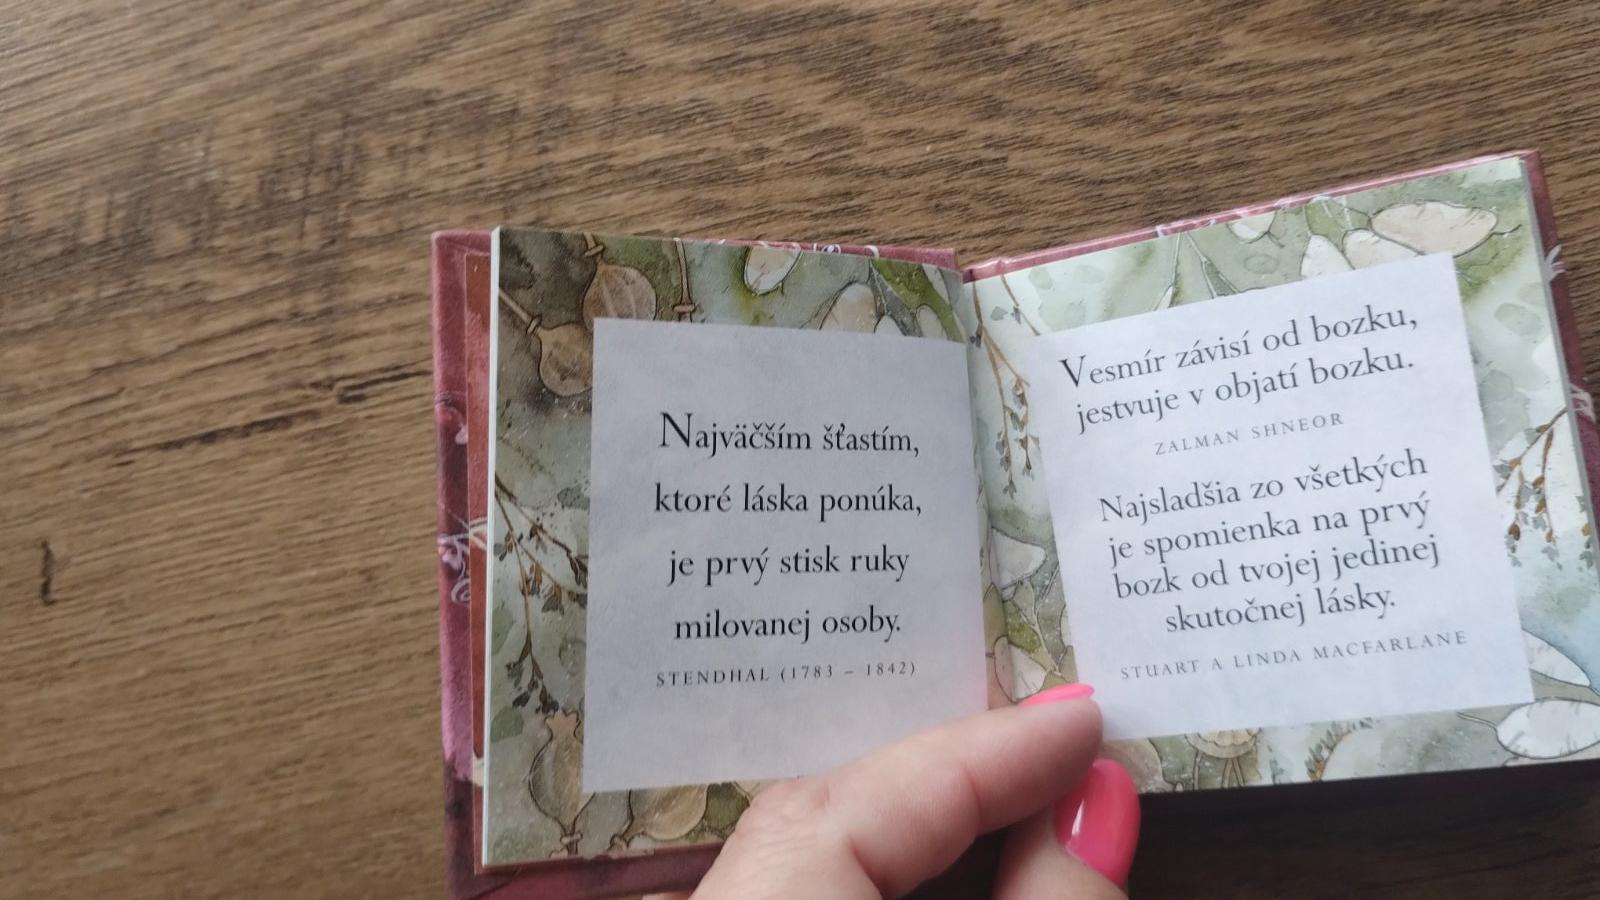 Najväčším šťastím,
ktoré láska ponúka,
je prvý stisk ruky
milovanej osoby.
STENDHAL (1783 – 1842)
Vesmír závisí od bozku,
jestvuje v objatí bozku.
ZALMAN SHNEOR
Najsladšia zo všetkých
je spomienka na prvý
bozk od tvojej jedinej
skutočnej lásky.
STUART A LINDA MACFARLANE